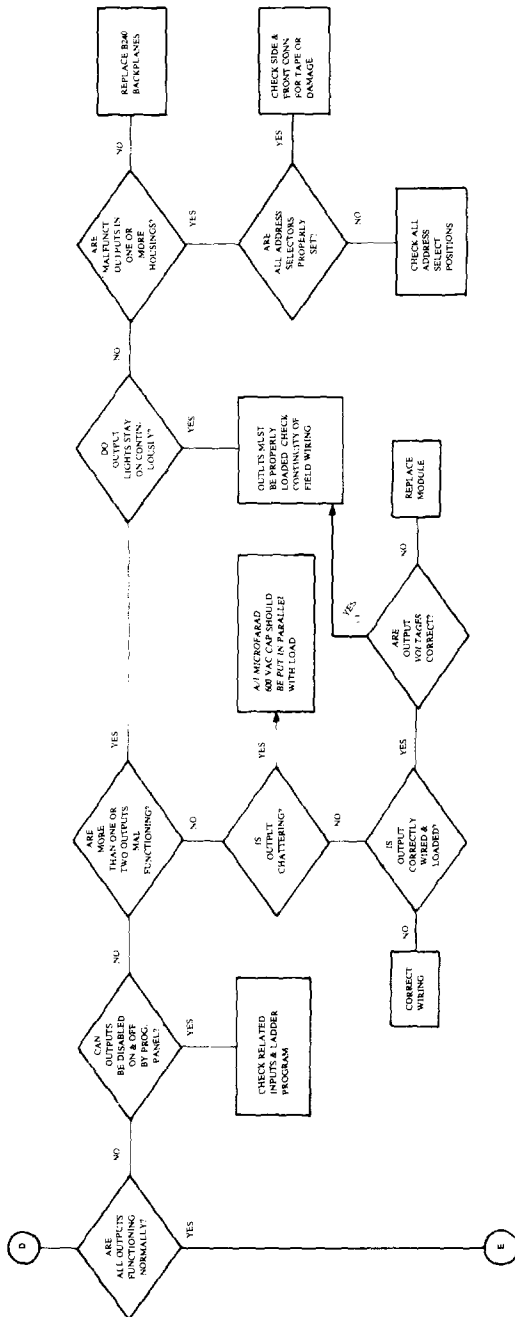 D
ARE
ALL OUTPUTS
FUNCTIONING
NORMALLY?
YES
E
NO
CAN
OUTPUTS
BE DISABLED
ON & OFF
BY PROG.
PANEL?
YES
CHECK RELATED
INPUTS & LADDER
PROGRAM
NO
ARE
MORE
THAN ONE OR
TWO OUTPUTS
MAL
FUNCTIONING?
NO
IS
OUTPUT
CHATTERING?
YES
A/1 MICROFARAD
600 VAC CAP SHOULD
BE PUT IN PARALLEL
WITH LOAD
NO
IS
OUTPUT
CORRECTLY
WIRED &
LOADED?
NO
CORRECT
WIRING
YES
ARE
OUTPUT
VOLTAGES
CORRECT?
NO
REPLACE
MODULE
YES
YES
DO
OUTPUT
LIGHTS STAY
ON CONTIN-
LOUSLY?
YES
OUTLTS MUST
BE PROPERLY
LOADED CHECK
CONTINUITY OF
FIELD WIRING
NO
ARE
MALFUNCT
OUTPUTS IN
ONE OR
MORE
HOUSINGS?
NO
REPLACE B240
BACKPLANES
YES
ARE
ALL ADDRESS
SELECTORS
PROPERLY
SET?
YES
CHECK SIDE &
FRONT CONN
FOR TAPE OR
DAMAGE
NO
CHECK ALL
ADDRESS
SELECT
POSITIONS